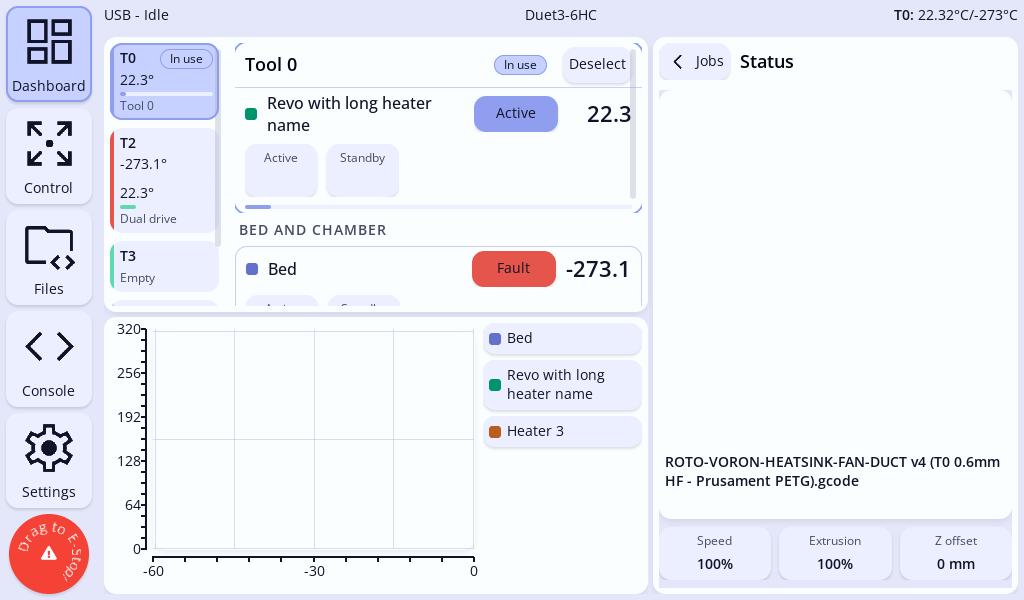 USB - Idle
Duet3-6HC
T0: 22.32°C/-273°C
Dashboard
Control
Files
Console
Settings
Drag to E-Stop!
T0
In use
22.3°
Tool 0
T2
-273.1°
22.3°
Dual drive
T3
Empty
Tool 0
In use
Deselect
Revo with long heater
name
Active
22.3
Active
Standby
BED AND CHAMBER
Bed
Fault
-273.1
320
256
192
128
64
0
-60
-30
0
Bed
Revo with long
heater name
Heater 3
Jobs
Status
ROTO-VORON-HEATSINK-FAN-DUCT v4 (T0 0.6mm
HF - Prusament PETG).gcode
Speed
100%
Extrusion
100%
Z offset
0 mm